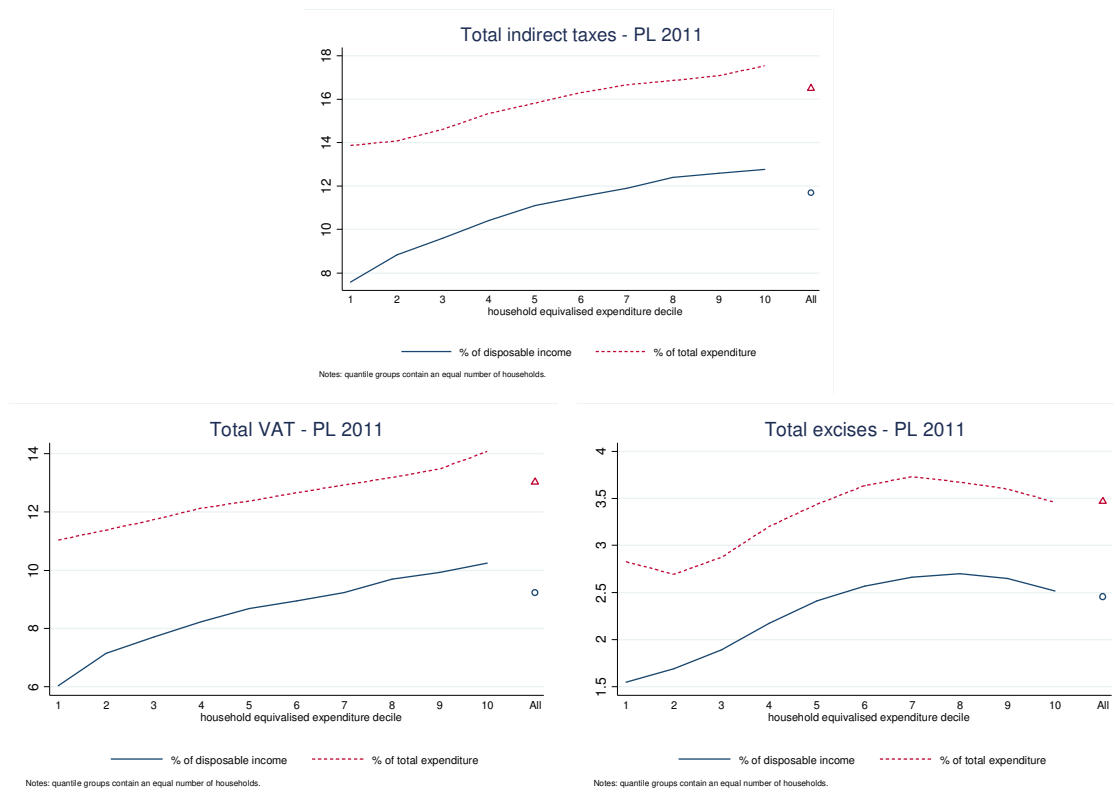 Total indirect taxes - PL 2011
18
16
14
12
10
8
1 2 3 4 5 6 7 8 9 10 All
household equivalised expenditure decile
% of disposable income % of total expenditure
Notes: quantile groups contain an equal number of households.
Total VAT - PL 2011
14
12
10
8
6
1 2 3 4 5 6 7 8 9 10 All
household equivalised expenditure decile
% of disposable income % of total expenditure
Notes: quantile groups contain an equal number of households.
Total excises - PL 2011
4
3.5
3
2.5
2
1.5
1 2 3 4 5 6 7 8 9 10 All
household equivalised expenditure decile
% of disposable income % of total expenditure
Notes: quantile groups contain an equal number of households.